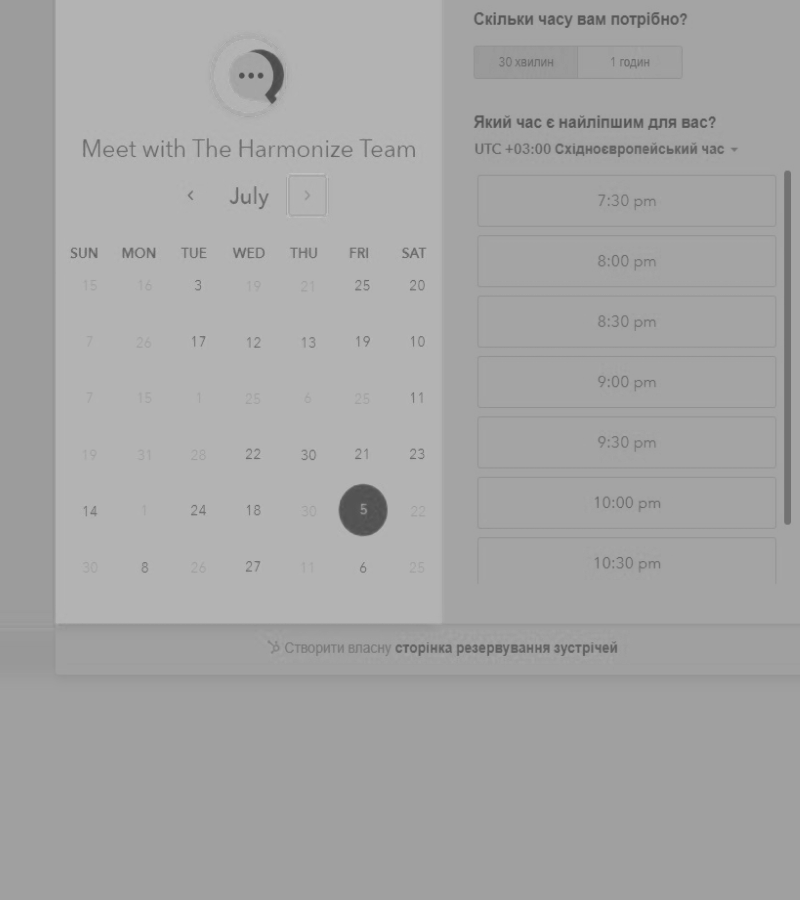 Meet with The Harmonize Team
July
SUN MON TUE WED THU FRI SAT
15 16 3 19 21 25 20
7 26 17 12 13 19 10
7 15 1 25 6 25 11
19 31 28 22 30 21 23
14 1 24 18 30 5 22
30 8 26 27 11 6 25
Скільки часу вам потрібно?
30 хвилин 1 годин
Який час є найліпшим для вас?
UTC +03:00 Східноєвропейський час
7:30 pm
8:00 pm
8:30 pm
9:00 pm
9:30 pm
10:00 pm
10:30 pm
Створити власну сторінка резервування зустрічей